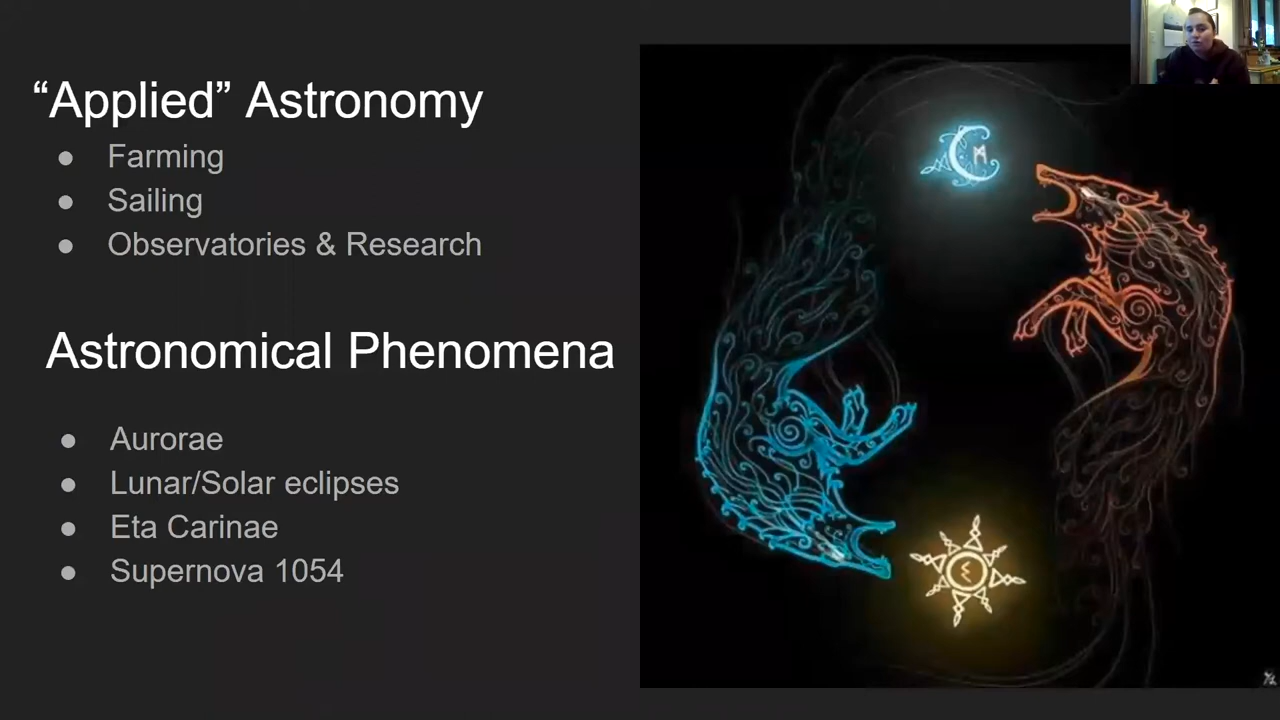 “Applied” Astronomy
● Farming
● Sailing
● Observatories & Research
Astronomical Phenomena
● Aurorae
● Lunar/Solar eclipses
● Eta Carinae
● Supernova 1054